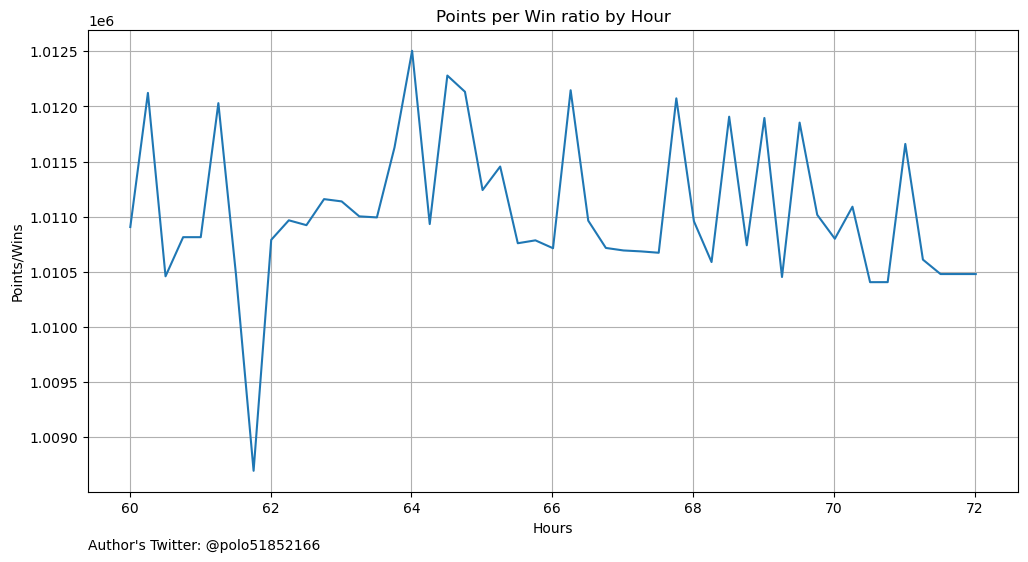 Points per Win ratio by Hour
1e6
1.0125
1.0120
1.0115
1.0110
1.0105
1.0100
1.0095
1.0090
Points/Wins
60 62 64 66 68 70 72
Hours
Author's Twitter: @polo51852166